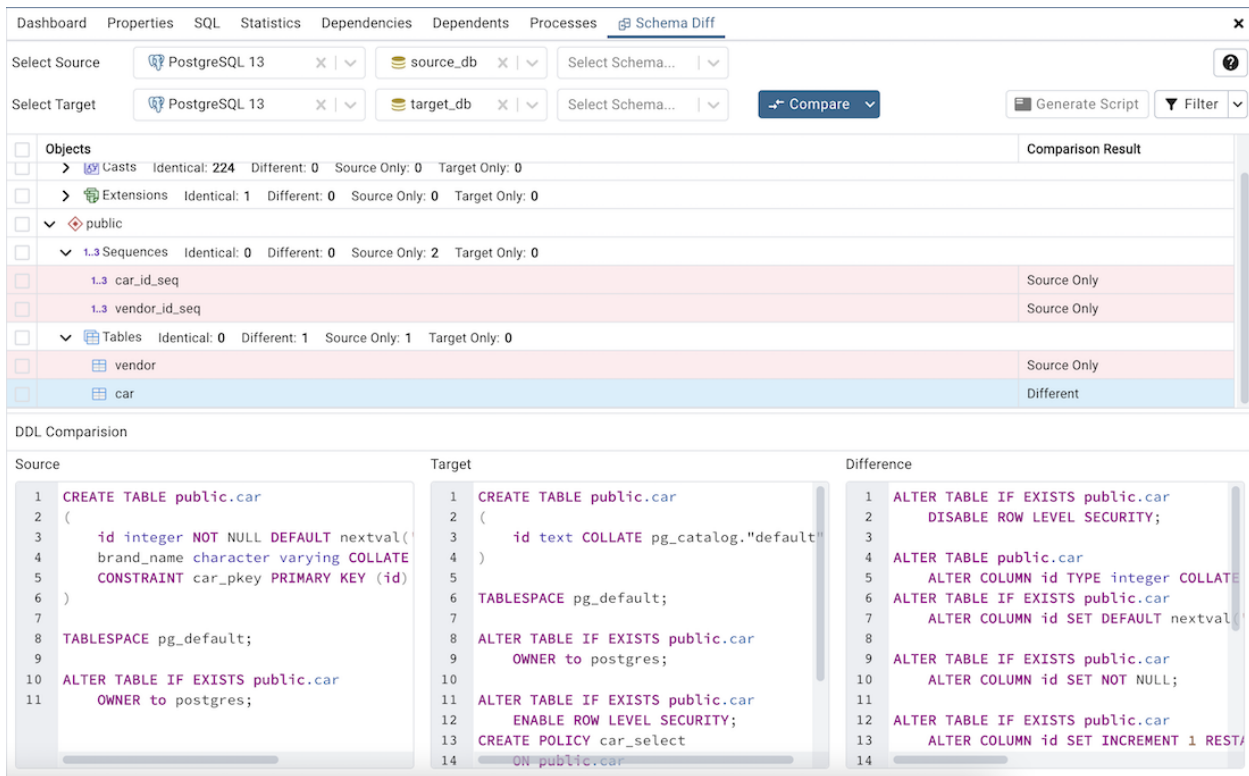 Dashboard Properties SQL Statistics Dependencies Dependents Processes Schema Diff
Select Source PostgreSQL 13 source_db Select Schema...
Select Target PostgreSQL 13 target_db Select Schema... Compare Generate Script Filter
Objects Comparison Result
Casts Identical: 224 Different: 0 Source Only: 0 Target Only: 0
Extensions Identical: 1 Different: 0 Source Only: 0 Target Only: 0
public
1..3 Sequences Identical: 0 Different: 0 Source Only: 2 Target Only: 0
1..3 car_id_seq Source Only
1..3 vendor_id_seq Source Only
Tables Identical: 0 Different: 1 Source Only: 1 Target Only: 0
vendor Source Only
car Different
DDL Comparision
Source
1 CREATE TABLE public.car
2 (
3 id integer NOT NULL DEFAULT nextval('
4 brand_name character varying COLLATE
5 CONSTRAINT car_pkey PRIMARY KEY (id)
6 )
7
8 TABLESPACE pg_default;
9
10 ALTER TABLE IF EXISTS public.car
11 OWNER to postgres;
Target
1 CREATE TABLE public.car
2 (
3 id text COLLATE pg_catalog."default"
4 )
5
6 TABLESPACE pg_default;
7
8 ALTER TABLE IF EXISTS public.car
9 OWNER to postgres;
10
11 ALTER TABLE IF EXISTS public.car
12 ENABLE ROW LEVEL SECURITY;
13 CREATE POLICY car_select
14 ON public.car
Difference
1 ALTER TABLE IF EXISTS public.car
2 DISABLE ROW LEVEL SECURITY;
3
4 ALTER TABLE public.car
5 ALTER COLUMN id TYPE integer COLLATE
6 ALTER TABLE IF EXISTS public.car
7 ALTER COLUMN id SET DEFAULT nextval('
8
9 ALTER TABLE IF EXISTS public.car
10 ALTER COLUMN id SET NOT NULL;
11
12 ALTER TABLE IF EXISTS public.car
13 ALTER COLUMN id SET INCREMENT 1 RESTA
14